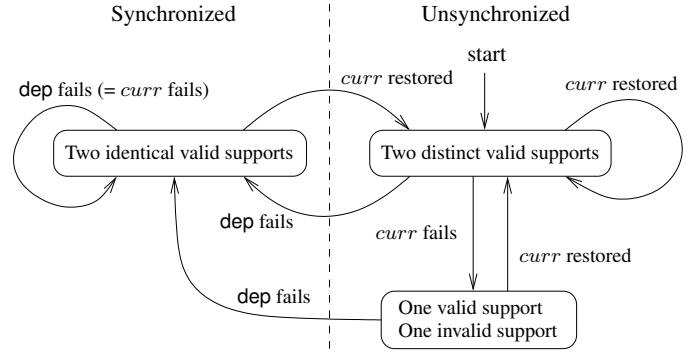 Synchronized
Unsynchronized
start
dep fails (= curr fails)
curr restored
curr restored
Two identical valid supports
Two distinct valid supports
dep fails
curr fails
curr restored
dep fails
One valid support
One invalid support